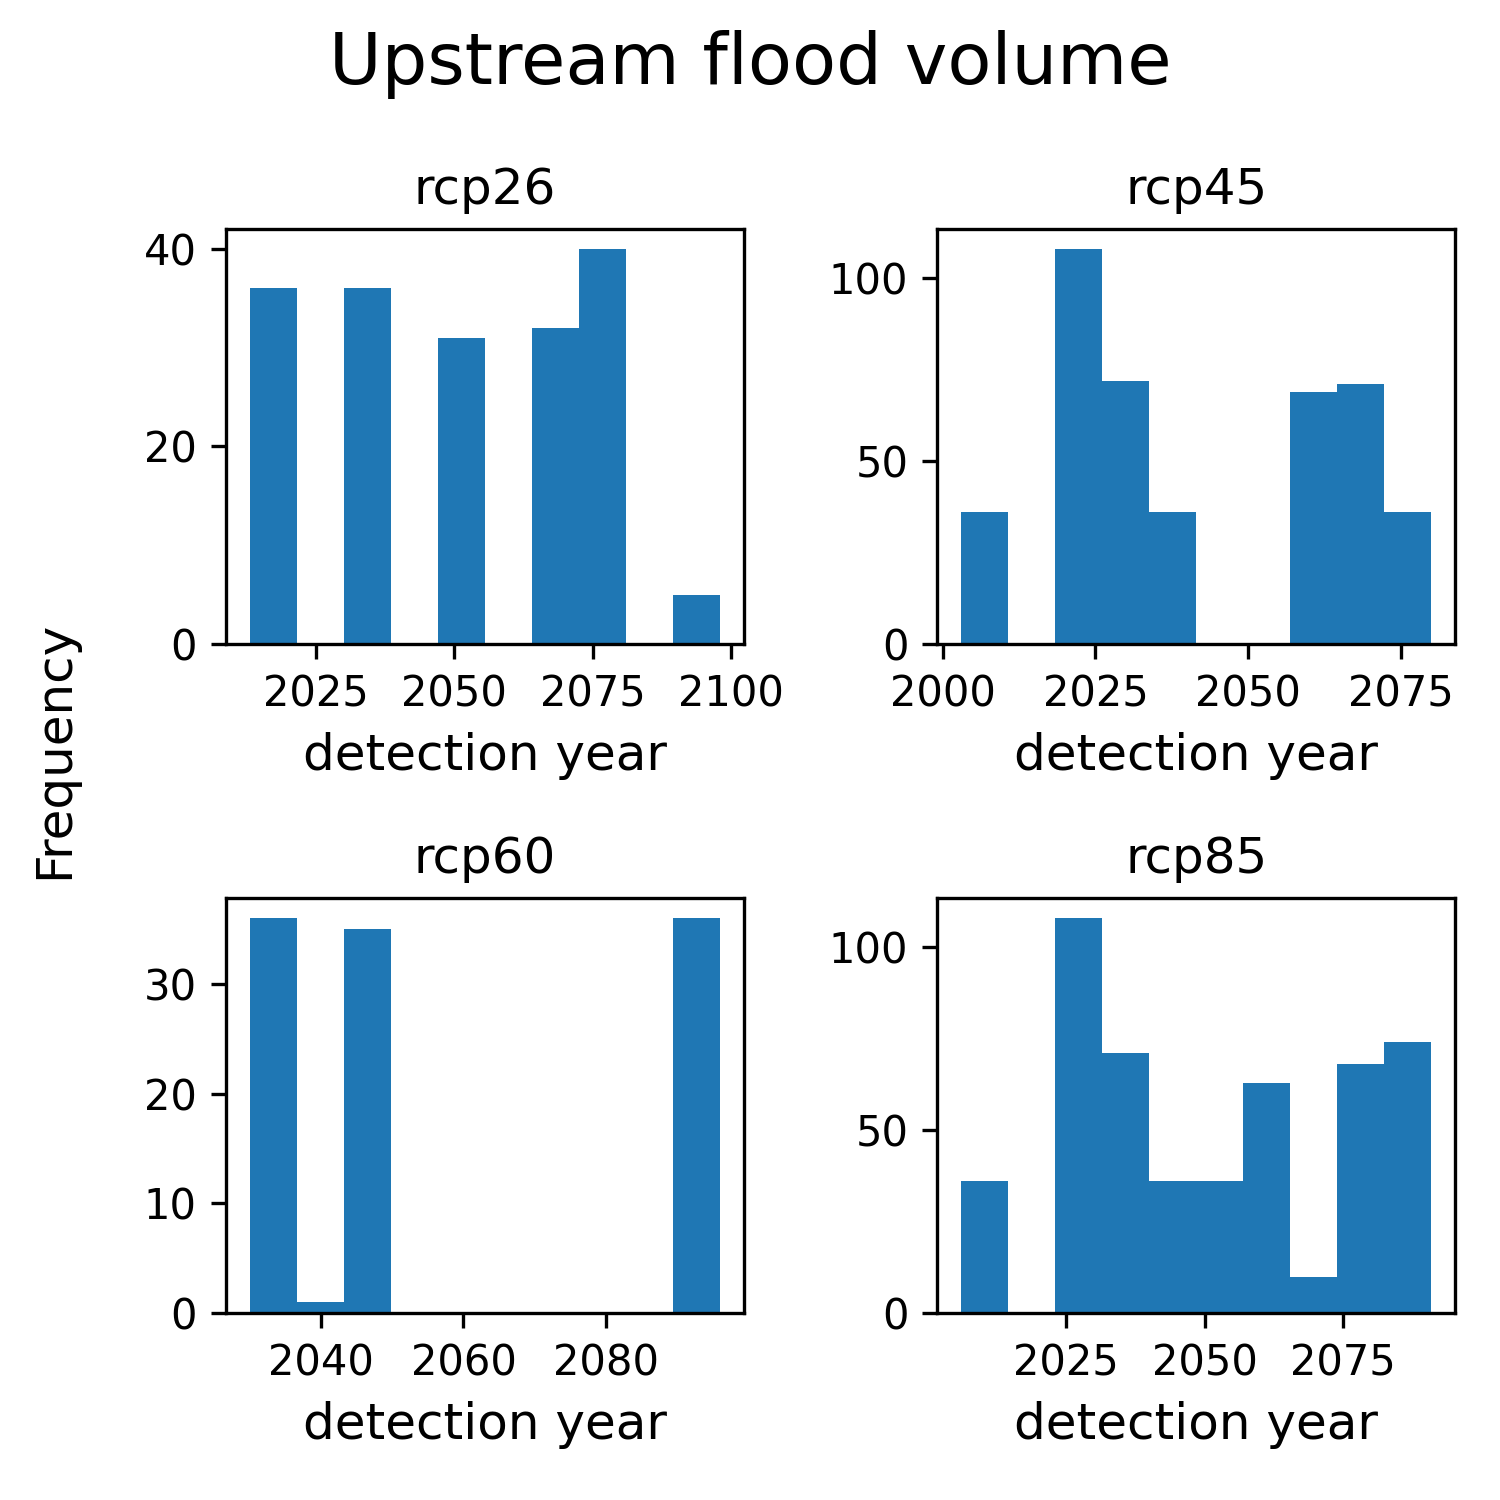 Upstream flood volume
rcp26
40
20
0
2025 2050 2075 2100
detection year
rcp45
100
50
0
2000 2025 2050 2075
detection year
Frequency
rcp60
30
20
10
0
2040 2060 2080
detection year
rcp85
100
50
0
2025 2050 2075
detection year